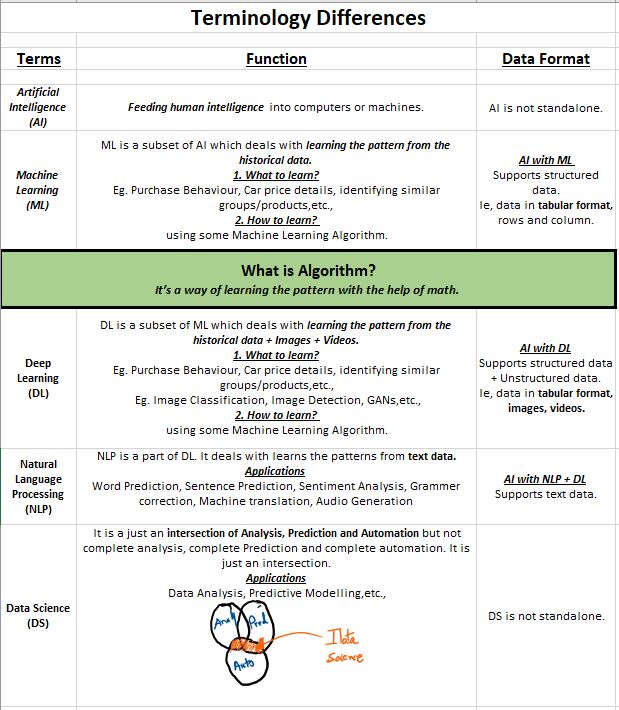 Terminology Differences
Terms
Function
Data Format
Artificial
Intelligence
(AI)
Feeding human intelligence into computers or machines.
AI is not standalone.
Machine
Learning
(ML)
ML is a subset of AI which deals with learning the pattern from the
historical data.
1. What to learn?
Eg. Purchase Behaviour, Car price details, identifying similar
groups/products,etc.,
2. How to learn?
using some Machine Learning Algorithm.
AI with ML
Supports structured
data.
Ie, data in tabular format,
rows and column.
What is Algorithm?
It's a way of learning the pattern with the help of math.
Deep
Learning
(DL)
DL is a subset of ML which deals with learning the pattern from the
historical data + Images + Videos.
1. What to learn?
Eg. Purchase Behaviour, Car price details, identifying similar
groups/products,etc.,
Eg. Image Classification, Image Detection, GANs,etc.,
2. How to learn?
using some Machine Learning Algorithm.
AI with DL
Supports structured data
+ Unstructured data.
Ie, data in tabular format,
images, videos.
Natural
Language
Processing
(NLP)
NLP is a part of DL. It deals with learns the patterns from text data.
Applications
Word Prediction, Sentence Prediction, Sentiment Analysis, Grammer
correction, Machine translation, Audio Generation
AI with NLP + DL
Supports text data.
Data Science
(DS)
It is a just an intersection of Analysis, Prediction and Automation but not
complete analysis, complete Prediction and complete automation. It is
just an intersection.
Applications
Data Analysis, Predictive Modelling,etc.,
Pred
Auto
Data
Science
DS is not standalone.